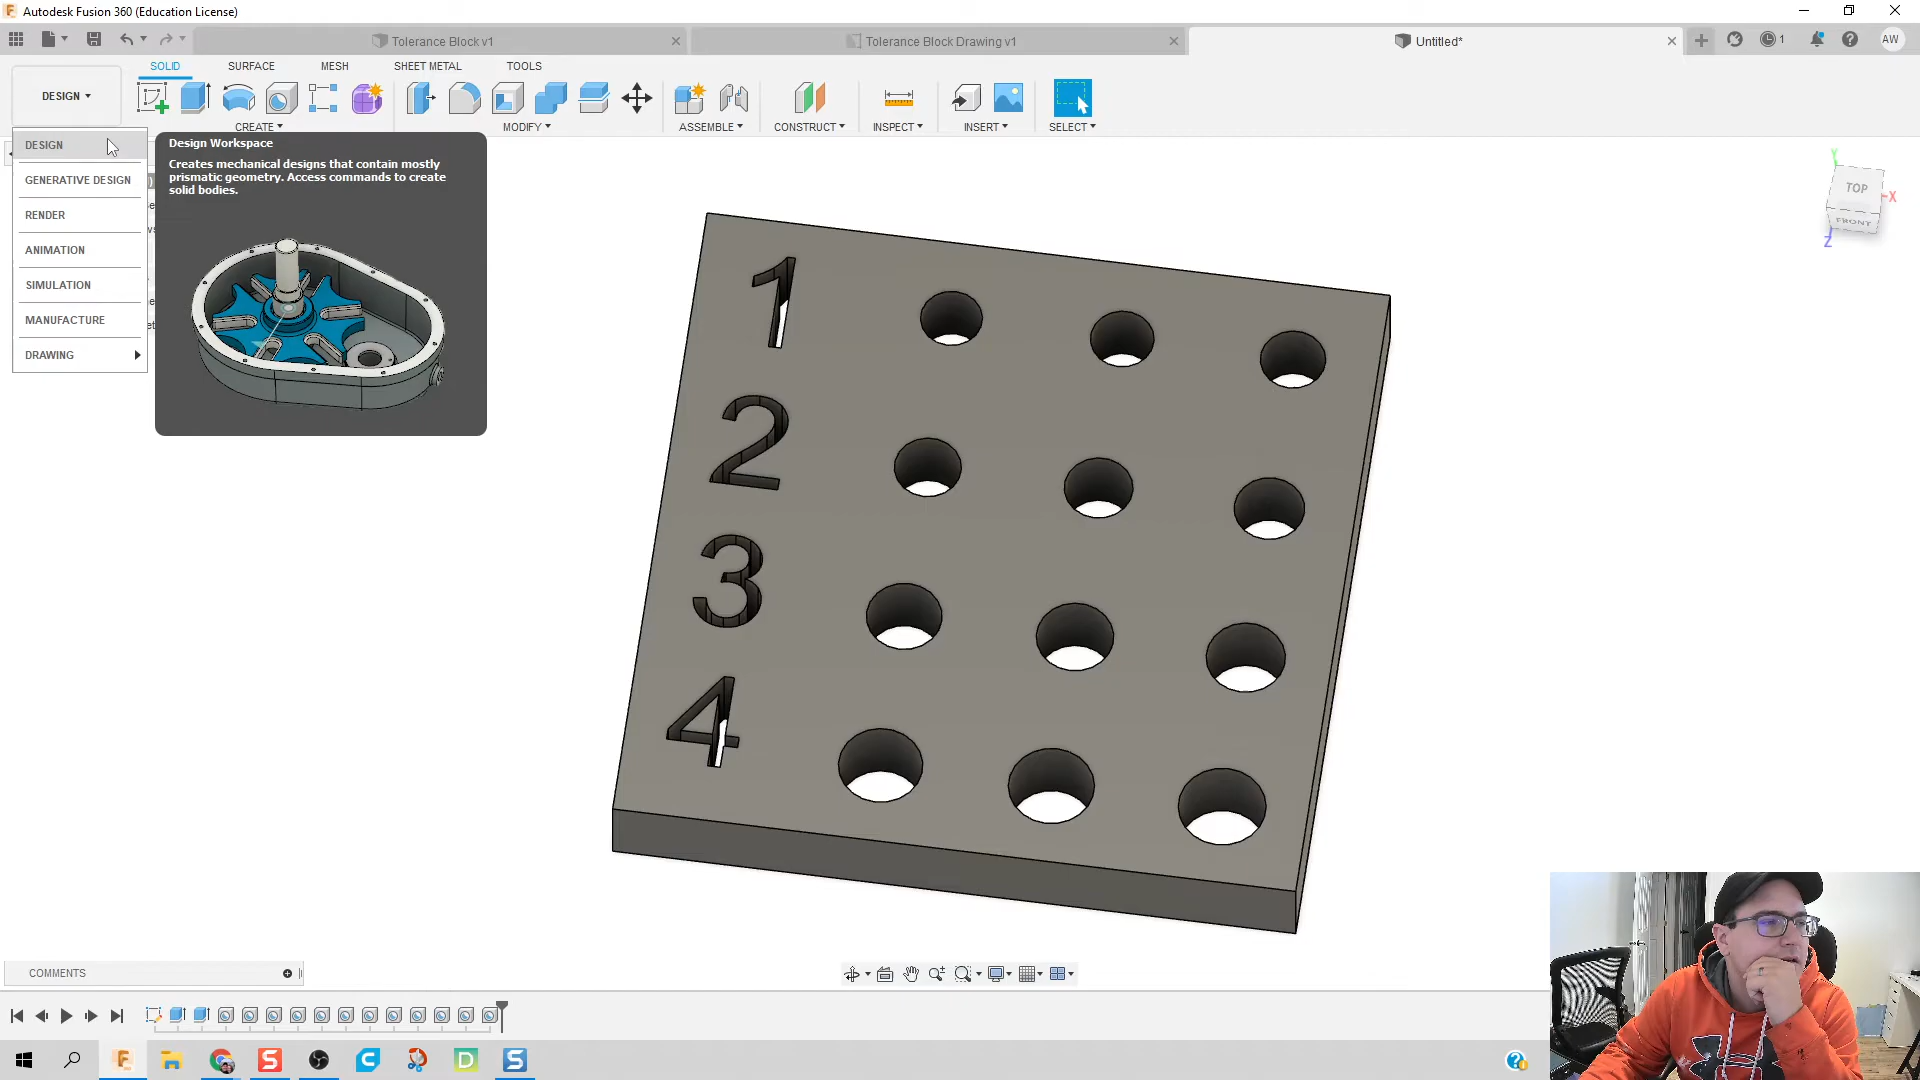 Autodesk Fusion 360 (Education License)
Tolerance Block v1
Tolerance Block Drawing v1
Untitled*
1
AW
SOLID
SURFACE
MESH
SHEET METAL
TOOLS
DESIGN
CREATE
MODIFY
ASSEMBLE
CONSTRUCT
INSPECT
INSERT
SELECT
DESIGN
GENERATIVE DESIGN
RENDER
ANIMATION
SIMULATION
MANUFACTURE
DRAWING
Design Workspace
Creates mechanical designs that contain mostly
prismatic geometry. Access commands to create
solid bodies.
Y
TOP
X
FRONT
Z
1
2
3
4
COMMENTS